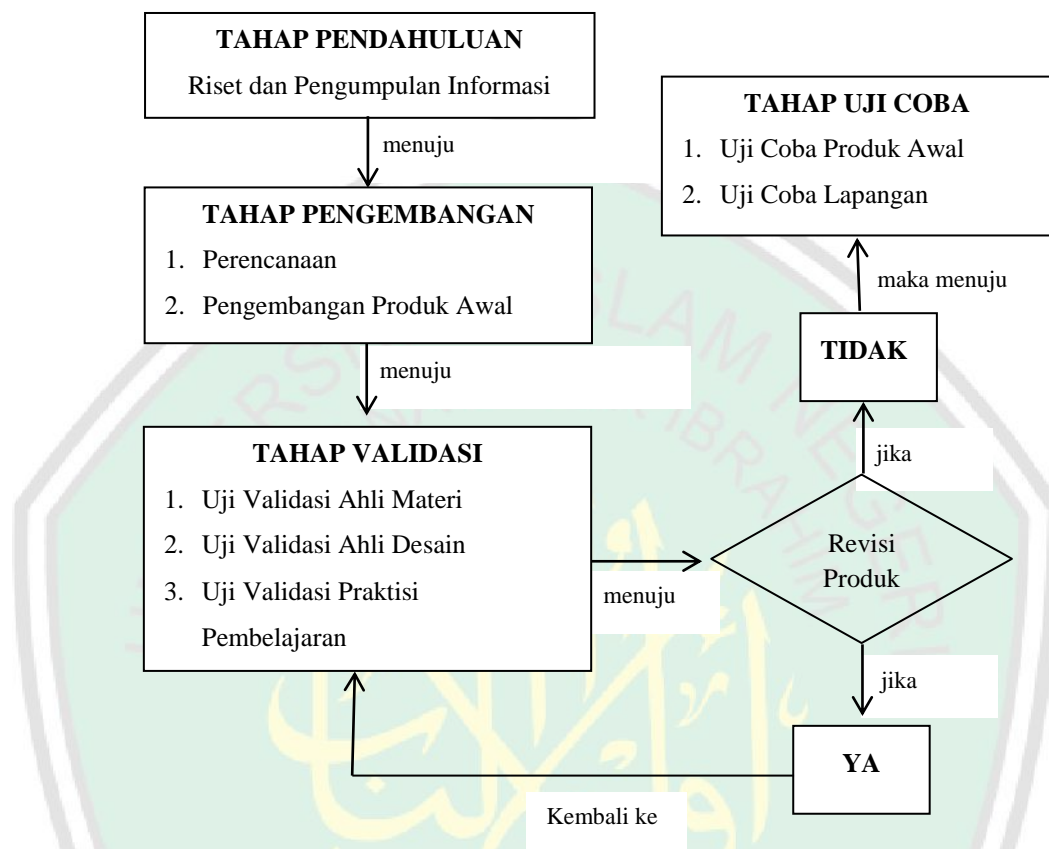 TAHAP PENDAHULUAN
Riset dan Pengumpulan Informasi
menuju
TAHAP PENGEMBANGAN
1. Perencanaan
2. Pengembangan Produk Awal
menuju
TAHAP VALIDASI
1. Uji Validasi Ahli Materi
2. Uji Validasi Ahli Desain
3. Uji Validasi Praktisi
Pembelajaran
menuju
Revisi
Produk
jika
TIDAK
maka menuju
TAHAP UJI COBA
1. Uji Coba Produk Awal
2. Uji Coba Lapangan
jika
YA
Kembali ke